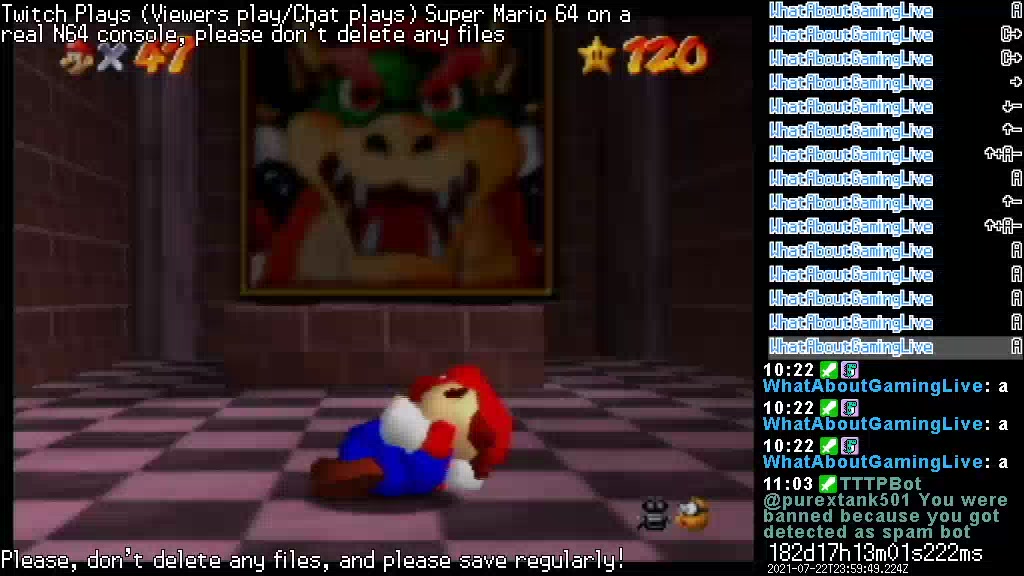 Twitch Plays (Viewers play/Chat plays) Super Mario 64 on a
real N64 console, please don't delete any files
× 47
120
WhatAboutGamingLive A
WhatAboutGamingLive C→
WhatAboutGamingLive C→
WhatAboutGamingLive →
WhatAboutGamingLive ↓-
WhatAboutGamingLive ↑-
WhatAboutGamingLive ↑+A-
WhatAboutGamingLive A
WhatAboutGamingLive ↑-
WhatAboutGamingLive ↑+A-
WhatAboutGamingLive A
WhatAboutGamingLive A
WhatAboutGamingLive A
WhatAboutGamingLive A
WhatAboutGamingLive A
10:22
WhatAboutGamingLive: a
10:22
WhatAboutGamingLive: a
10:22
WhatAboutGamingLive: a
11:03 TTTPBot
@purextank501 You were
banned because you got
detected as spam bot
182d17h13m01s222ms
2021-07-22T23:59:49.224Z
Please, don't delete any files, and please save regularly!